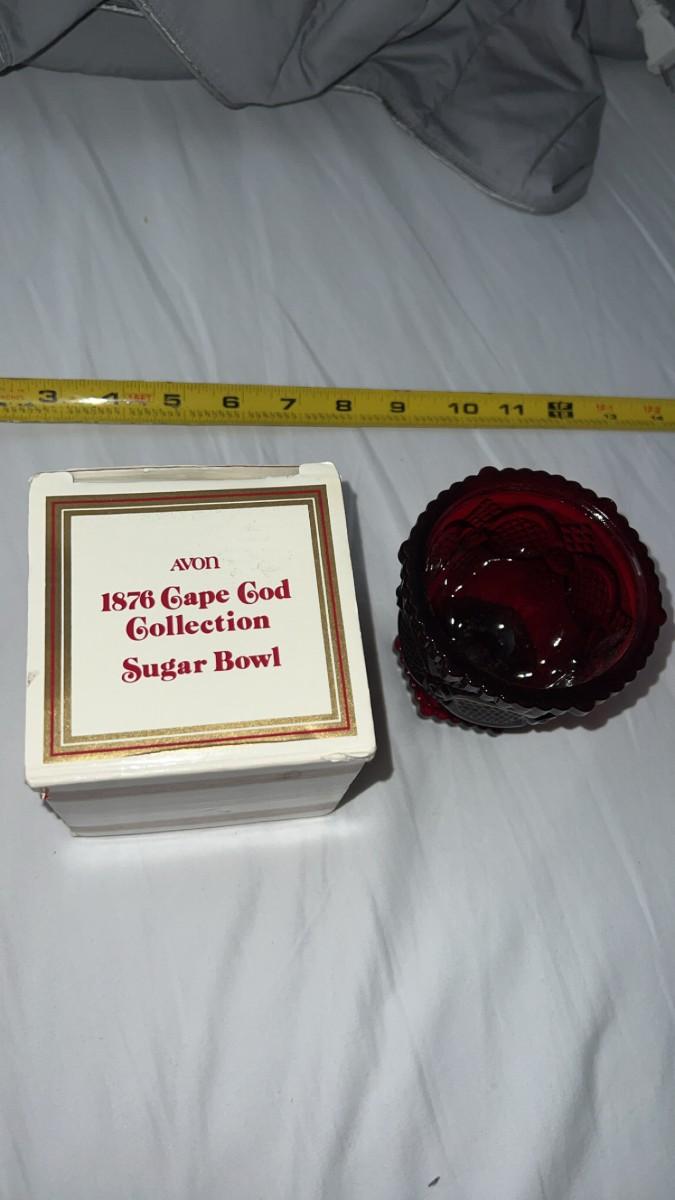 3 4 5 6 7 8 9 10 11
AVON
1876 Cape Cod
Collection
Sugar Bowl